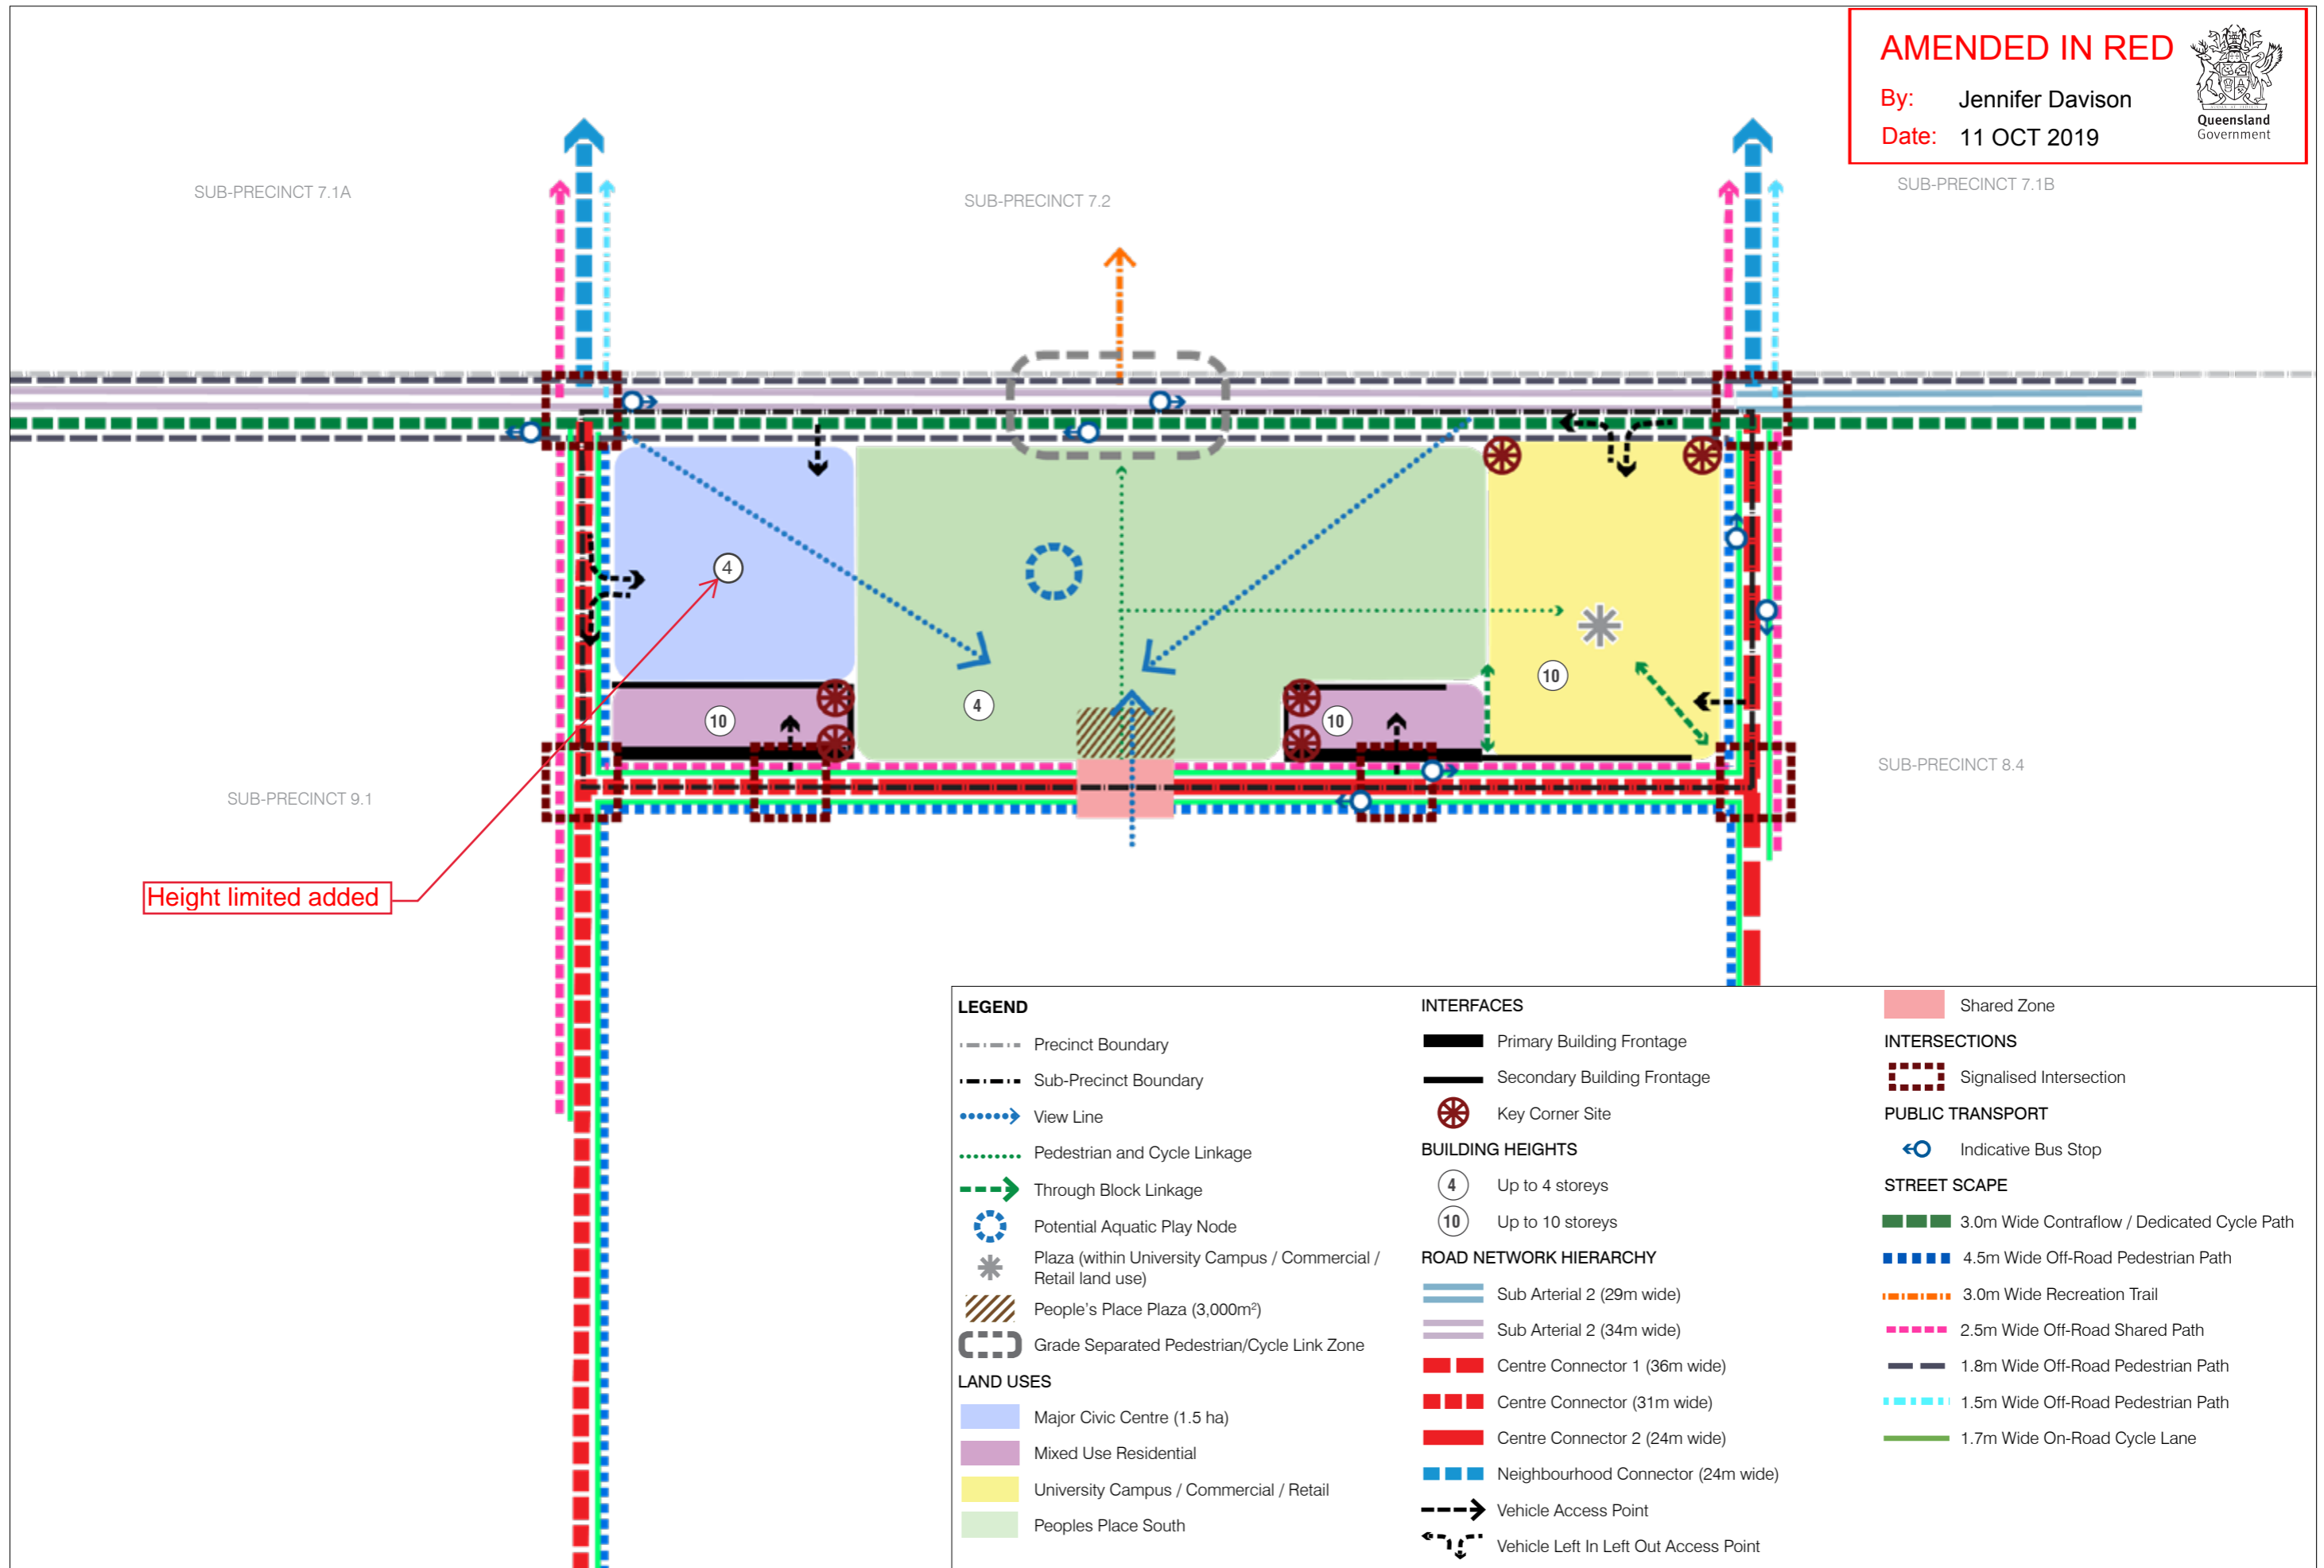 AMENDED IN RED
By: Jennifer Davison
Date: 11 OCT 2019
Queensland
Government
SUB-PRECINCT 7.1A
SUB-PRECINCT 7.2
SUB-PRECINCT 7.1B
4
4
10
10
10
SUB-PRECINCT 9.1
SUB-PRECINCT 8.4
Height limited added
LEGEND
Precinct Boundary
Sub-Precinct Boundary
View Line
Pedestrian and Cycle Linkage
Through Block Linkage
Potential Aquatic Play Node
Plaza (within University Campus / Commercial /
Retail land use)
People's Place Plaza (3,000m²)
Grade Separated Pedestrian/Cycle Link Zone
LAND USES
Major Civic Centre (1.5 ha)
Mixed Use Residential
University Campus / Commercial / Retail
Peoples Place South
INTERFACES
Primary Building Frontage
Secondary Building Frontage
Key Corner Site
BUILDING HEIGHTS
4 Up to 4 storeys
10 Up to 10 storeys
ROAD NETWORK HIERARCHY
Sub Arterial 2 (29m wide)
Sub Arterial 2 (34m wide)
Centre Connector 1 (36m wide)
Centre Connector (31m wide)
Centre Connector 2 (24m wide)
Neighbourhood Connector (24m wide)
Vehicle Access Point
Vehicle Left In Left Out Access Point
Shared Zone
INTERSECTIONS
Signalised Intersection
PUBLIC TRANSPORT
Indicative Bus Stop
STREET SCAPE
3.0m Wide Contraflow / Dedicated Cycle Path
4.5m Wide Off-Road Pedestrian Path
3.0m Wide Recreation Trail
2.5m Wide Off-Road Shared Path
1.8m Wide Off-Road Pedestrian Path
1.5m Wide Off-Road Pedestrian Path
1.7m Wide On-Road Cycle Lane